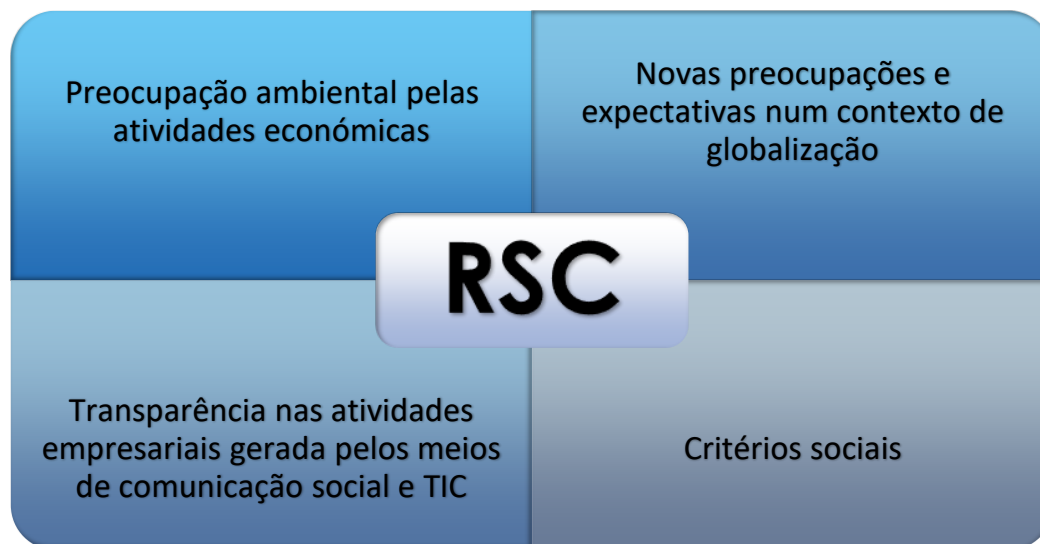 Preocupação ambiental pelas
atividades económicas
Novas preocupações e
expectativas num contexto de
globalização
RSC
Transparência nas atividades
empresariais gerada pelos meios
de comunicação social e TIC
Critérios sociais